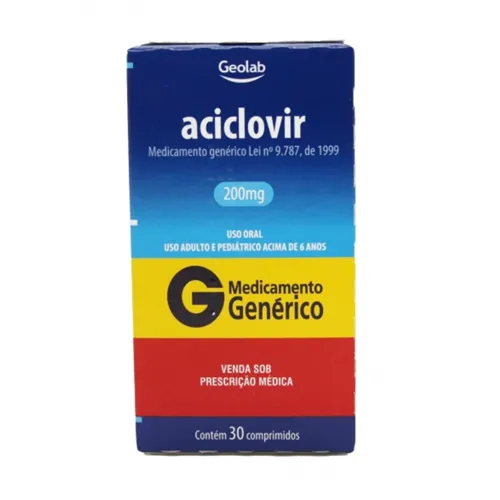 Geolab
aciclovir
Medicamento genérico Lei nº 9.787, de 1999
200mg
USO ORAL
USO ADULTO E PEDIÁTRICO ACIMA DE 6 ANOS
G Medicamento
Genérico
VENDA SOB
PRESCRIÇÃO MÉDICA
Contém 30 comprimidos